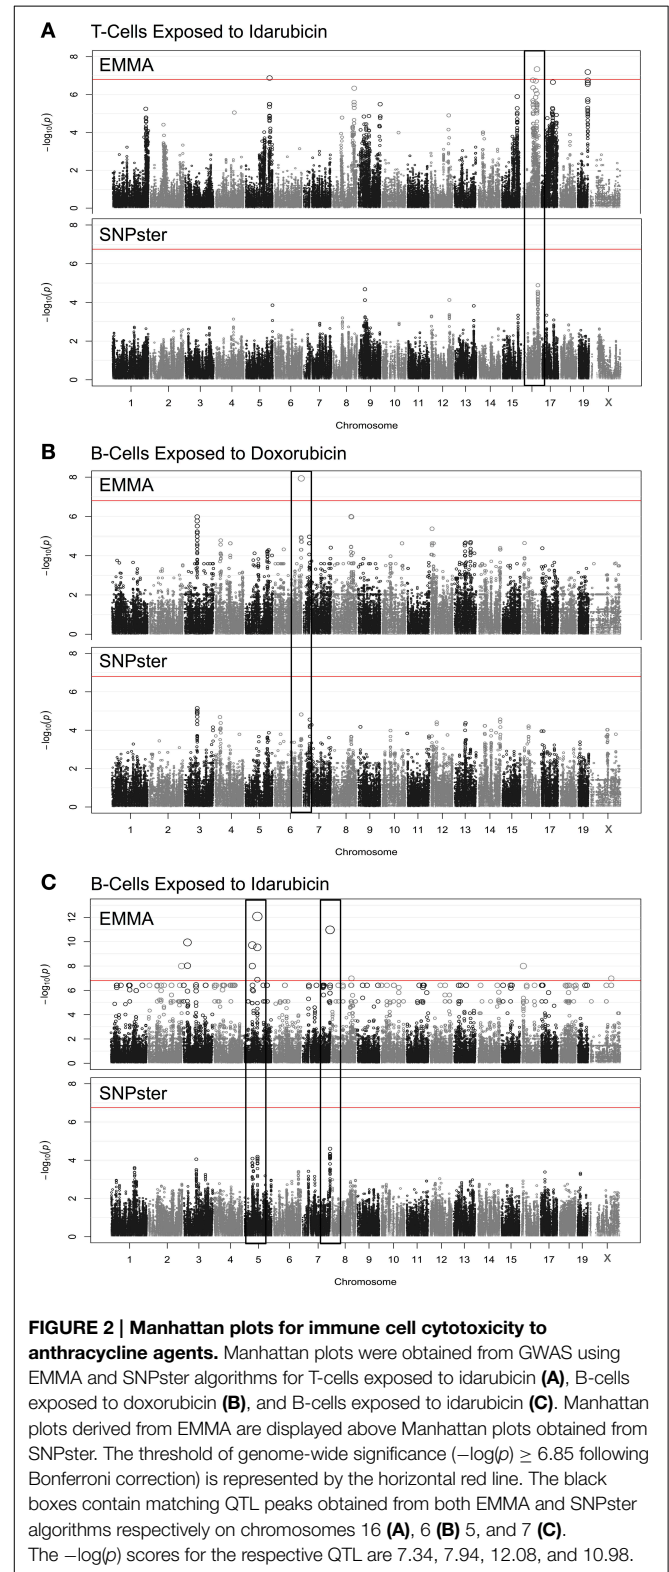 A T-Cells Exposed to Idarubicin
EMMA
8
6
4
2
0
−log10(p)
SNPster
8
6
4
2
0
−log10(p)
1 2 3 4 5 6 7 8 9 10 11 12 13 14 15 17 19 X
Chromosome
B B-Cells Exposed to Doxorubicin
EMMA
8
6
4
2
0
−log10(p)
SNPster
8
6
4
2
0
−log10(p)
1 2 3 4 5 6 7 8 9 10 11 12 13 14 15 17 19 X
Chromosome
C B-Cells Exposed to Idarubicin
EMMA
12
10
8
6
4
2
0
−log10(p)
SNPster
8
6
4
2
0
−log10(p)
1 2 3 4 5 6 7 8 9 10 11 12 13 14 15 17 19 X
Chromosome
FIGURE 2 | Manhattan plots for immune cell cytotoxicity to
anthracycline agents. Manhattan plots were obtained from GWAS using
EMMA and SNPster algorithms for T-cells exposed to idarubicin (A), B-cells
exposed to doxorubicin (B), and B-cells exposed to idarubicin (C). Manhattan
plots derived from EMMA are displayed above Manhattan plots obtained from
SNPster. The threshold of genome-wide significance (−log(p) ≥ 6.85 following
Bonferroni correction) is represented by the horizontal red line. The black
boxes contain matching QTL peaks obtained from both EMMA and SNPster
algorithms respectively on chromosomes 16 (A), 6 (B) 5, and 7 (C).
The −log(p) scores for the respective QTL are 7.34, 7.94, 12.08, and 10.98.